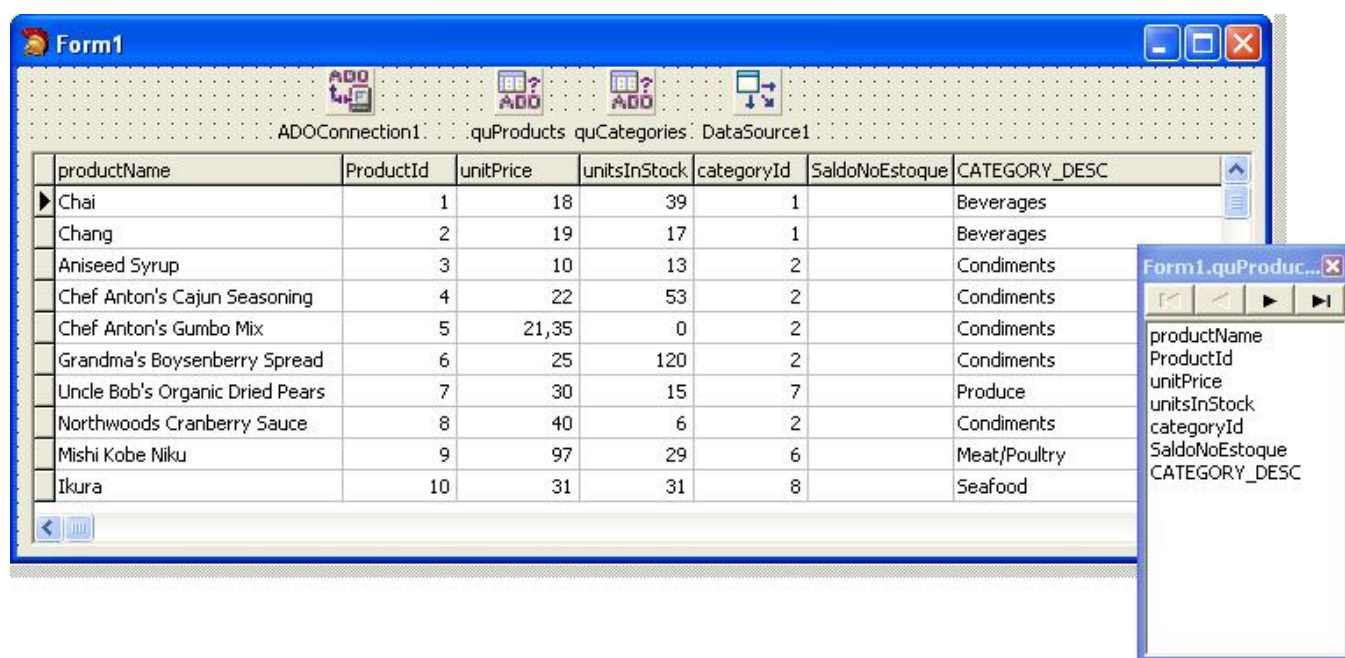 Form1
ADO ADO ADO
ADOConnection1 quProducts quCategories DataSource1
productName ProductId unitPrice unitsInStock categoryId SaldoNoEstoque CATEGORY_DESC
Chai 1 18 39 1 Beverages
Chang 2 19 17 1 Beverages
Aniseed Syrup 3 10 13 2 Condiments
Chef Anton's Cajun Seasoning 4 22 53 2 Condiments
Chef Anton's Gumbo Mix 5 21,35 0 2 Condiments
Grandma's Boysenberry Spread 6 25 120 2 Condiments
Uncle Bob's Organic Dried Pears 7 30 15 7 Produce
Northwoods Cranberry Sauce 8 40 6 2 Condiments
Mishi Kobe Niku 9 97 29 6 Meat/Poultry
Ikura 10 31 31 8 Seafood
Form1.quProduc...
productName
ProductId
unitPrice
unitsInStock
categoryId
SaldoNoEstoque
CATEGORY_DESC